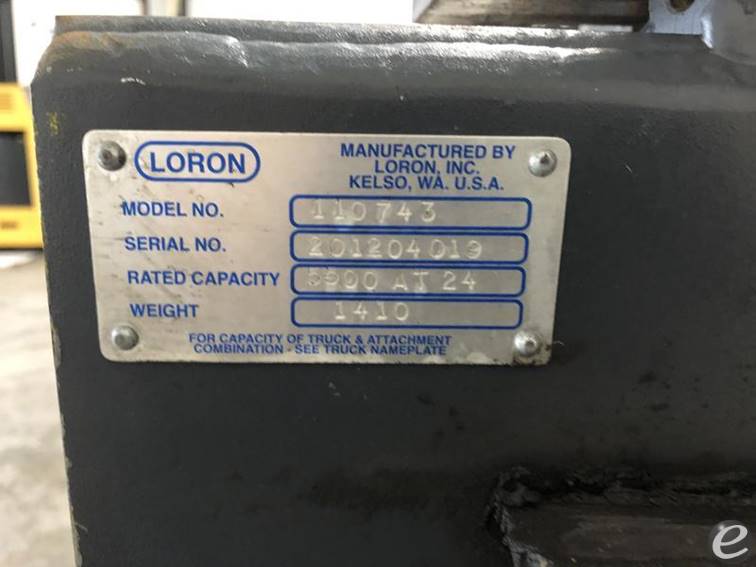 LORON
MANUFACTURED BY
LORON, INC.
KELSO, WA. U.S.A.
MODEL NO. 110743
SERIAL NO. 201204019
RATED CAPACITY 5500 AT 24
WEIGHT 1410
FOR CAPACITY OF TRUCK & ATTACHMENT
COMBINATION - SEE TRUCK NAMEPLATE
e